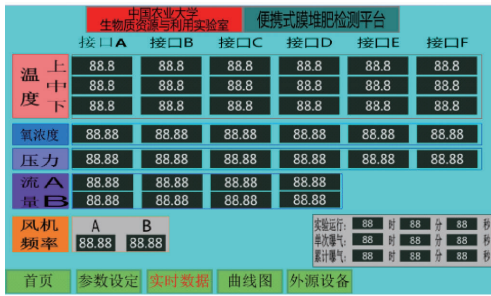 中国农业大学
生物质资源与利用实验室
便携式膜堆肥检测平台
接口A 接口B 接口C 接口D 接口E 接口F
温度
上 88.8 88.8 88.8 88.8 88.8 88.8
中 88.8 88.8 88.8 88.8 88.8 88.8
下 88.8 88.8 88.8 88.8 88.8 88.8
氧浓度 88.88 88.88 88.88 88.88 88.88 88.88
压力 88.88 88.88 88.88 88.88 88.88 88.88
流量
A 88.88 88.88 88.88 88.88
B 88.88 88.88 88.88 88.88
风机
频率
A B
88.88 88.88
实验运行: 88 时 88 分 88 秒
单次曝气: 88 时 88 分 88 秒
累计曝气: 88 时 88 分 88 秒
首页 参数设定 实时数据 曲线图 外源设备